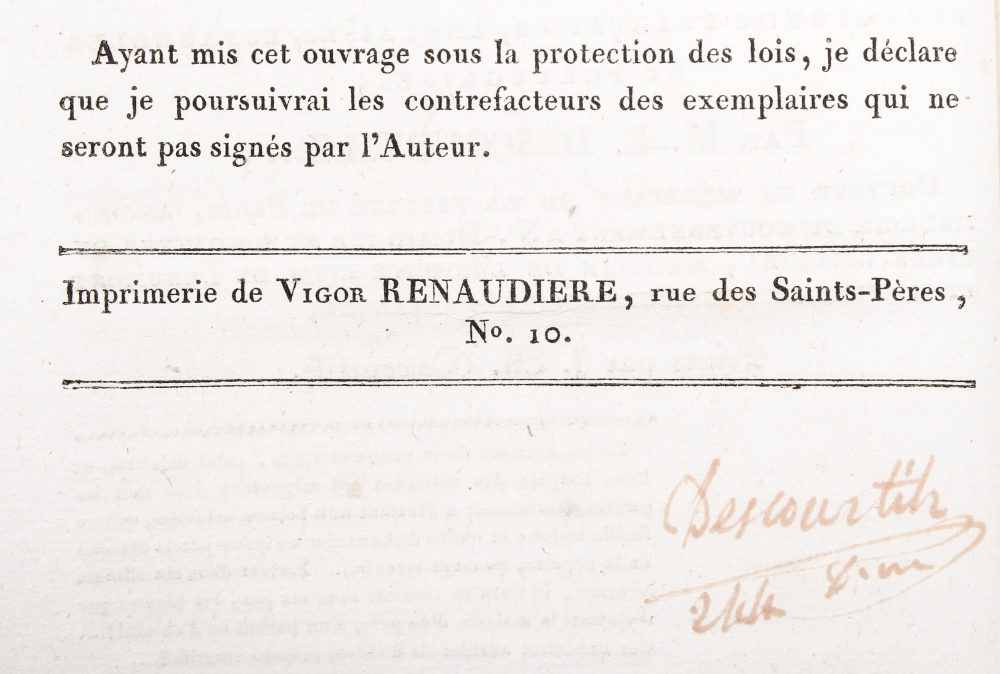 Ayant mis cet ouvrage sous la protection des lois, je déclare
que je poursuivrai les contrefacteurs des exemplaires qui ne
seront pas signés par l'Auteur.
Imprimerie de VIGOR RENAUDIERE, rue des Saints-Pères,
No. 10.
Descourtilz